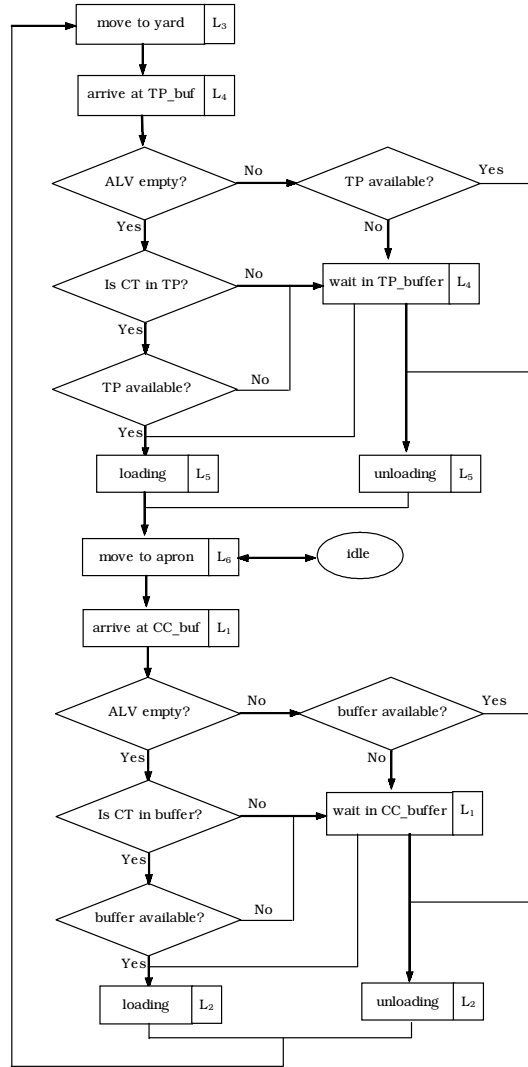 move to yard L₃
arrive at TP_buf L₄
ALV empty? No TP available? Yes
Yes No
Is CT in TP? No wait in TP_buffer L₄
Yes
TP available? No
Yes
loading L₅ unloading L₅
move to apron L₆ idle
arrive at CC_buf L₁
ALV empty? No buffer available? Yes
Yes No
Is CT in buffer? No wait in CC_buffer L₁
Yes
buffer available? No
Yes
loading L₂ unloading L₂